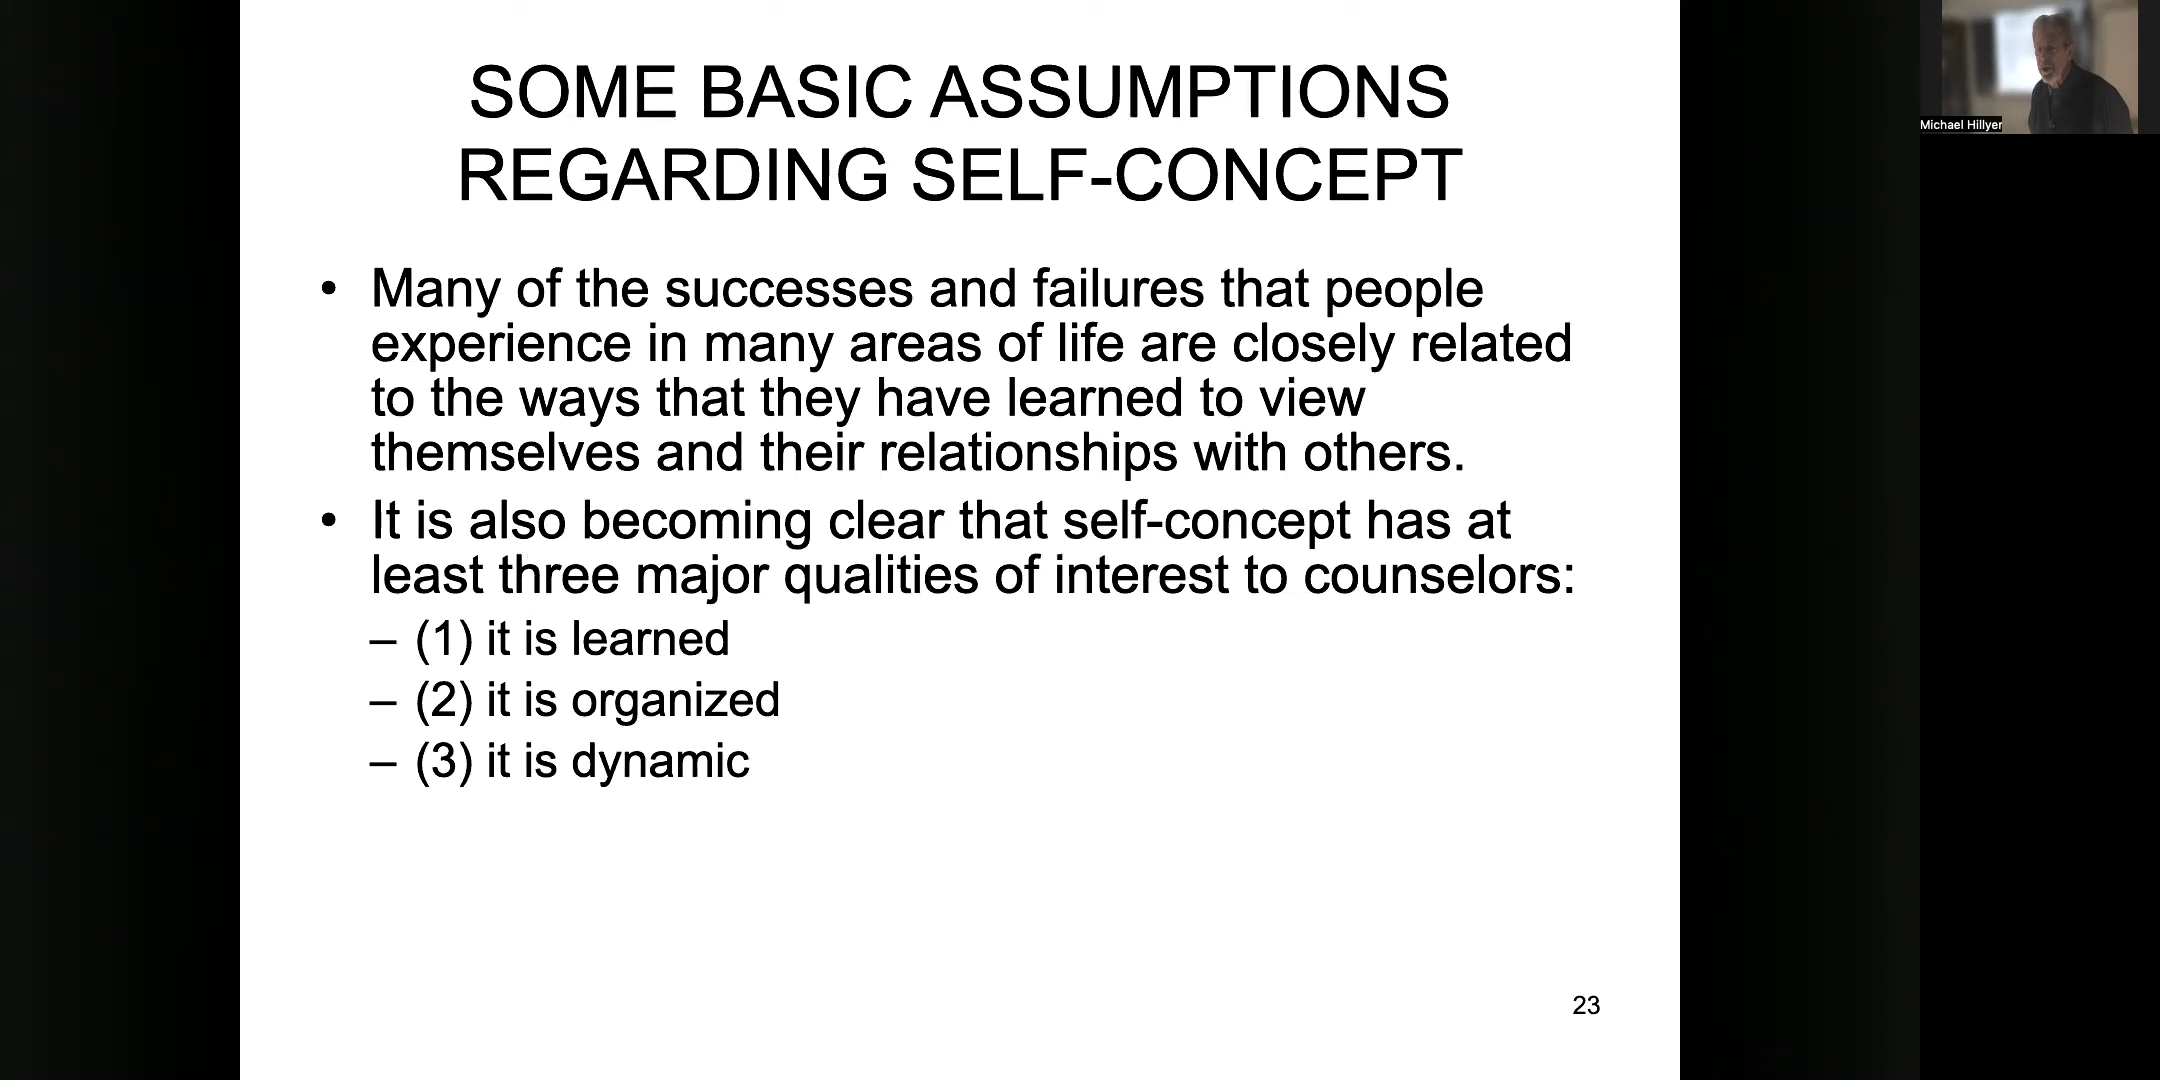 SOME BASIC ASSUMPTIONS
REGARDING SELF-CONCEPT
• Many of the successes and failures that people
experience in many areas of life are closely related
to the ways that they have learned to view
themselves and their relationships with others.
• It is also becoming clear that self-concept has at
least three major qualities of interest to counselors:
– (1) it is learned
– (2) it is organized
– (3) it is dynamic
23
Michael Hillyer